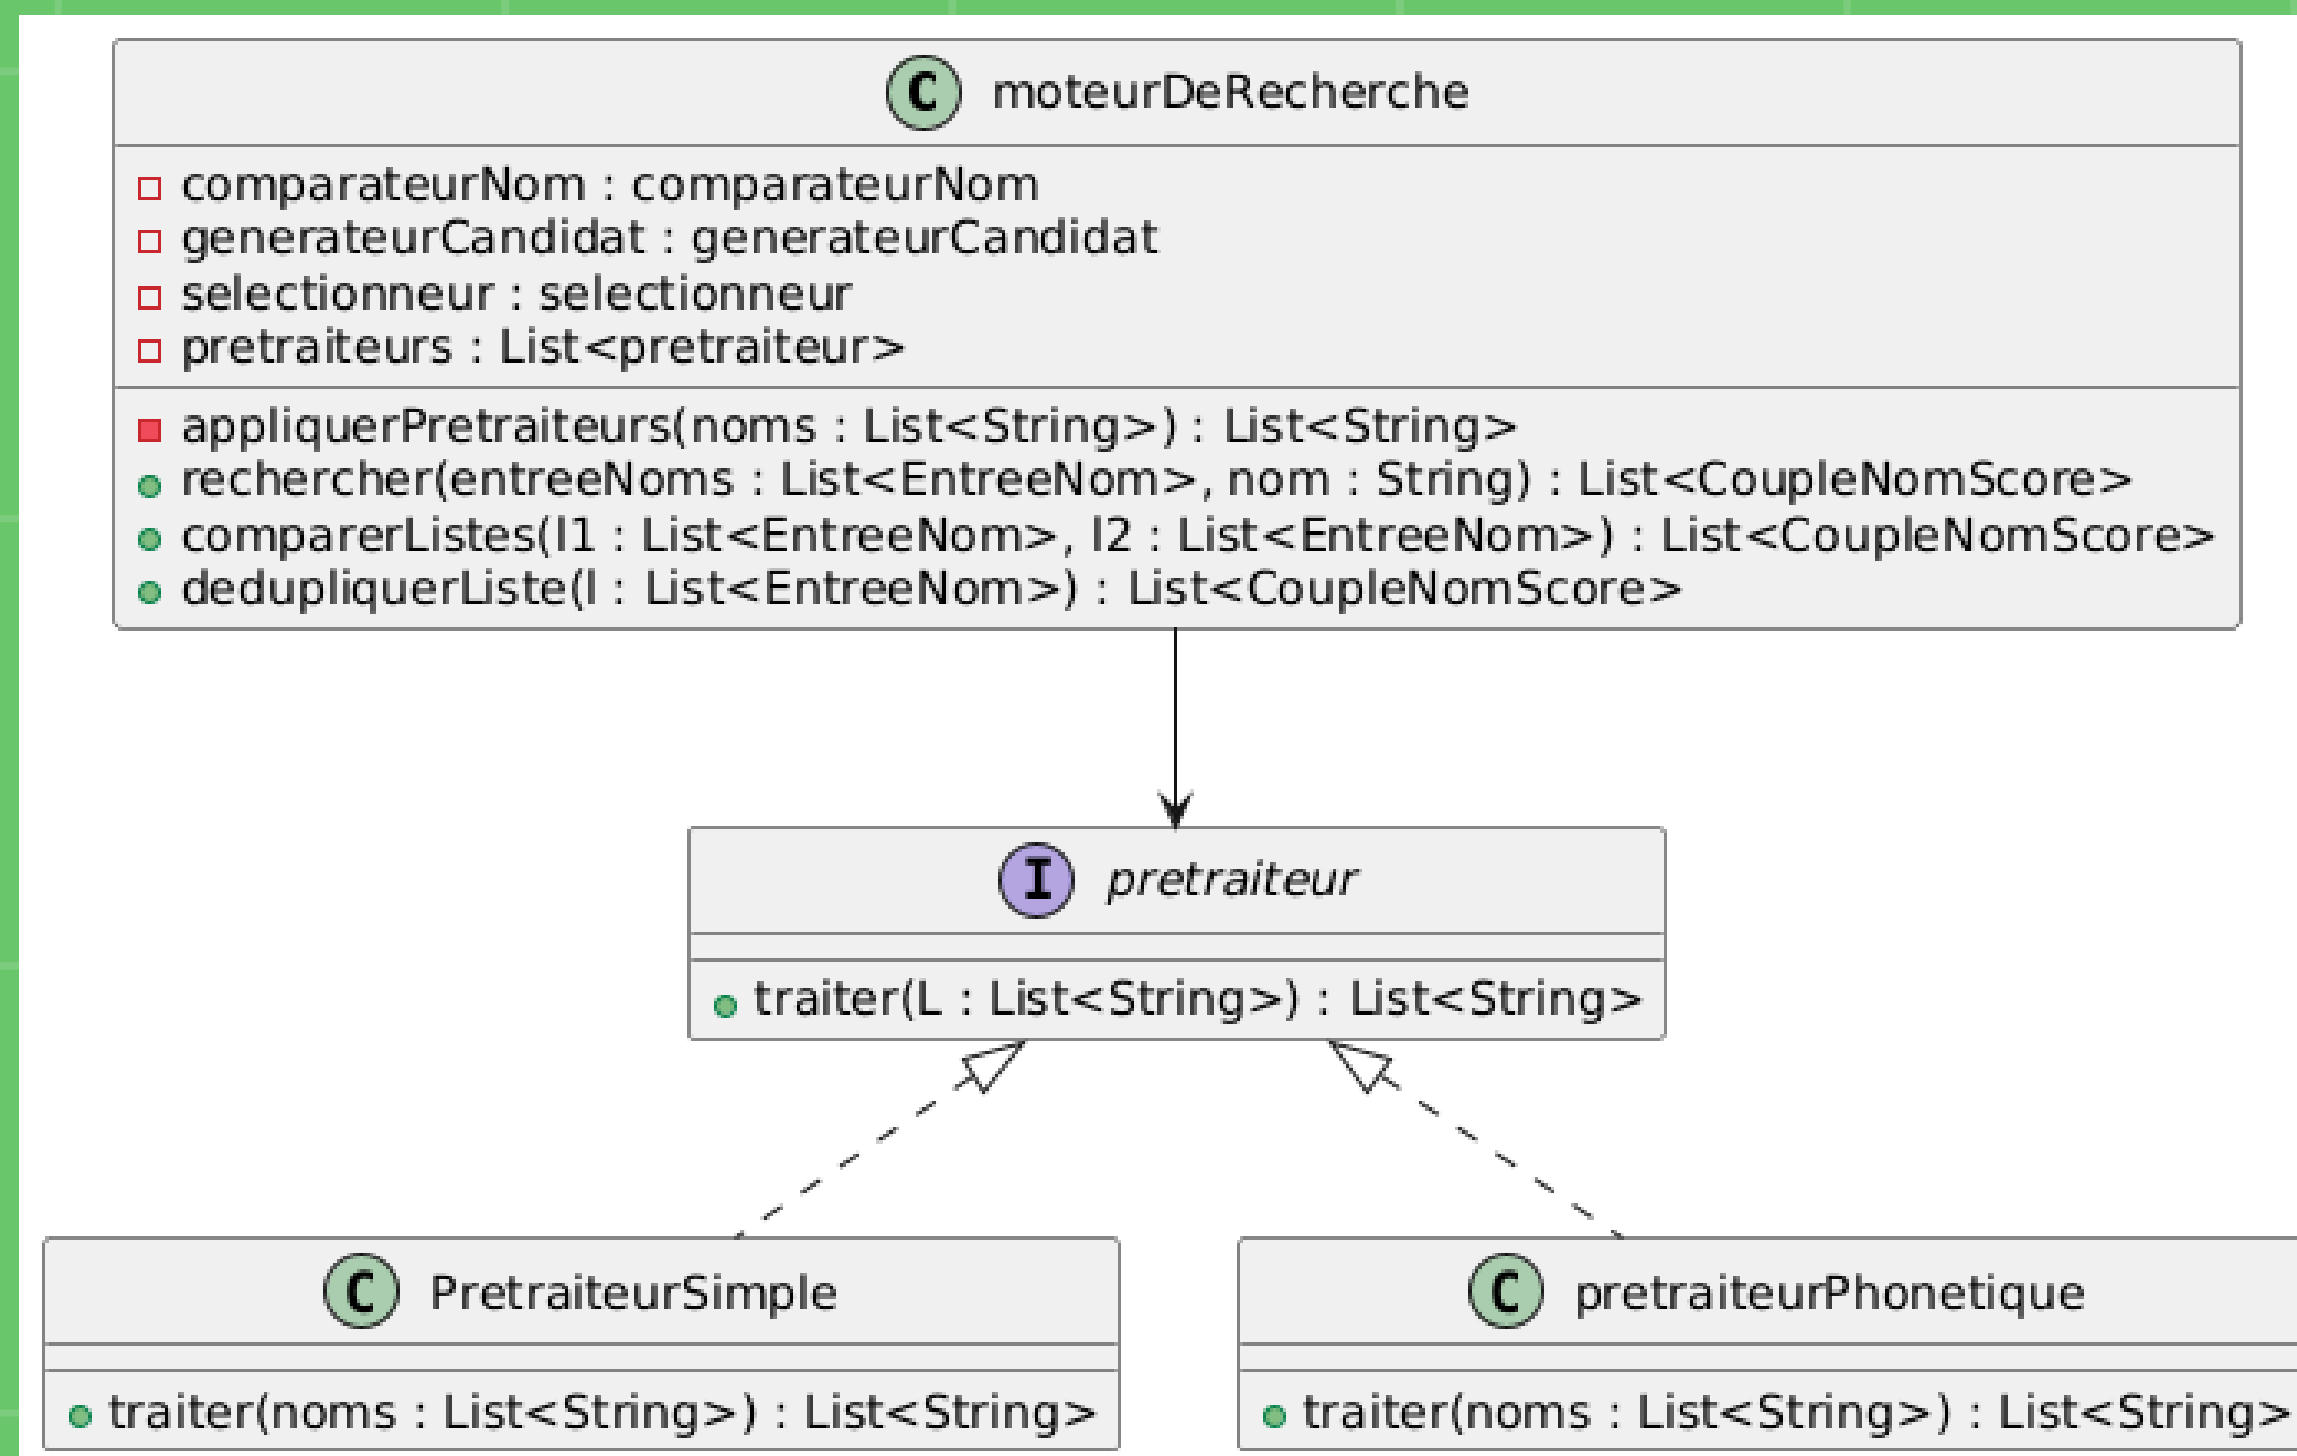 C moteurDeRecherche
comparateurNom : comparateurNom
generateurCandidat : generateurCandidat
selectionneur : selectionneur
pretraiteurs : List<pretraiteur>
appliquerPretraiteurs(noms : List<String>) : List<String>
rechercher(entreeNoms : List<EntreeNom>, nom : String) : List<CoupleNomScore>
comparerListes(l1 : List<EntreeNom>, l2 : List<EntreeNom>) : List<CoupleNomScore>
dedupliquerListe(l : List<EntreeNom>) : List<CoupleNomScore>
I pretraiteur
traiter(L : List<String>) : List<String>
C PretraiteurSimple
traiter(noms : List<String>) : List<String>
C pretraiteurPhonetique
traiter(noms : List<String>) : List<String>